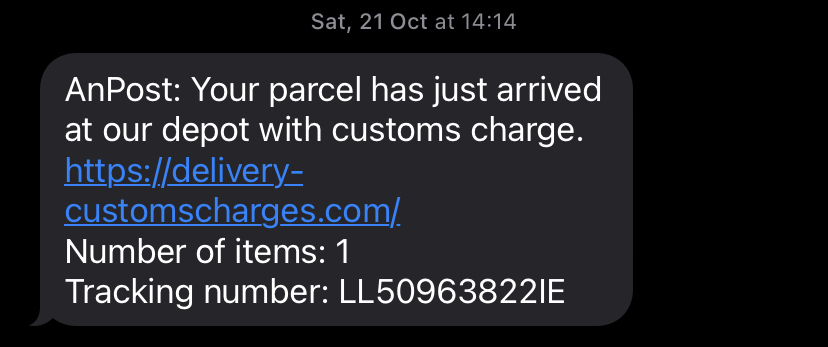 Sat, 21 Oct at 14:14
AnPost: Your parcel has just arrived
at our depot with customs charge.
https://delivery-
customscharges.com/
Number of items: 1
Tracking number: LL50963822IE